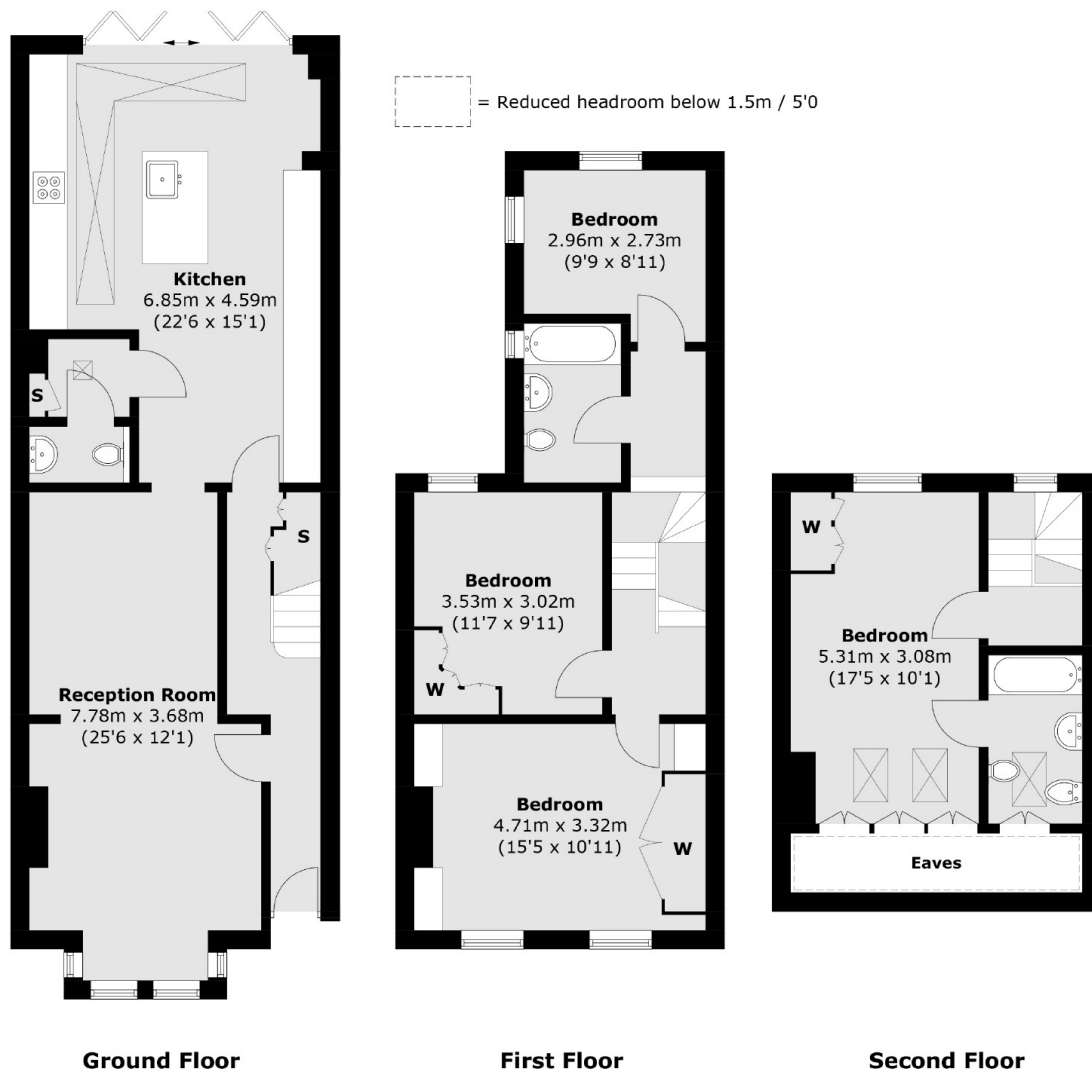 = Reduced headroom below 1.5m / 5'0
Kitchen
6.85m x 4.59m
(22'6 x 15'1)
S
S
Reception Room
7.78m x 3.68m
(25'6 x 12'1)
Ground Floor
Bedroom
2.96m x 2.73m
(9'9 x 8'11)
Bedroom
3.53m x 3.02m
(11'7 x 9'11)
W
Bedroom
4.71m x 3.32m
(15'5 x 10'11)
W
First Floor
W
Bedroom
5.31m x 3.08m
(17'5 x 10'1)
Eaves
Second Floor